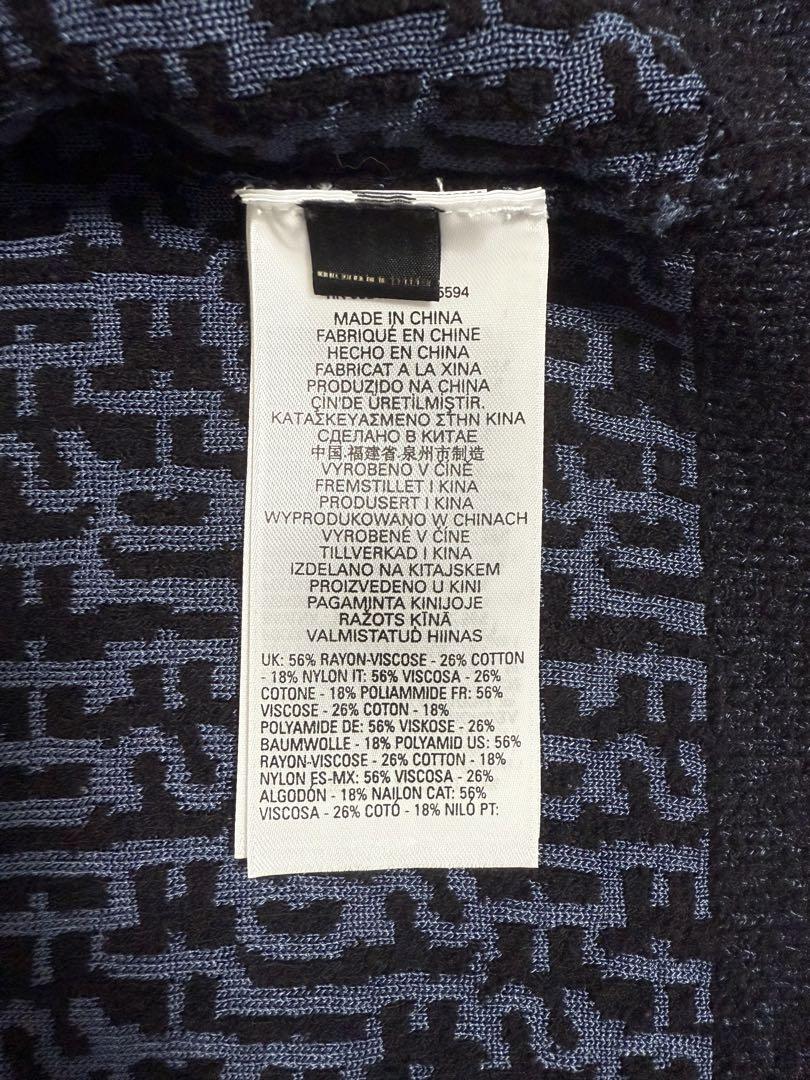 5594
MADE IN CHINA
FABRIQUÉ EN CHINE
HECHO EN CHINA
FABRICAT A LA XINA
PRODUZIDO NA CHINA
ÇİN'DE ÜRETİLMİŞTİR.
ΚΑΤΑΣΚΕΥΑΣΜΕΝΟ ΣΤΗΝ ΚΙΝΑ
СДЕЛАНО В КИТАЕ
中国.福建省.泉州市制造
VYROBENO V ČÍNĚ
FREMSTILLET I KINA
PRODUSERT I KINA
WYPRODUKOWANO W CHINACH
VYROBENÉ V ČÍNE
TILLVERKAD I KINA
IZDELANO NA KITAJSKEM
PROIZVEDENO U KINI
PAGAMINTA KINIJOJE
RAŽOTS ĶĪNĀ
VALMISTATUD HIINAS
UK: 56% RAYON-VISCOSE - 26% COTTON
- 18% NYLON IT: 56% VISCOSA - 26%
COTONE - 18% POLIAMMIDE FR: 56%
VISCOSE - 26% COTON - 18%
POLYAMIDE DE: 56% VISKOSE - 26%
BAUMWOLLE - 18% POLYAMID US: 56%
RAYON-VISCOSE - 26% COTTON - 18%
NYLON ES-MX: 56% VISCOSA - 26%
ALGODÓN - 18% NAILON CAT: 56%
VISCOSA - 26% COTÓ - 18% NILÓ PT: